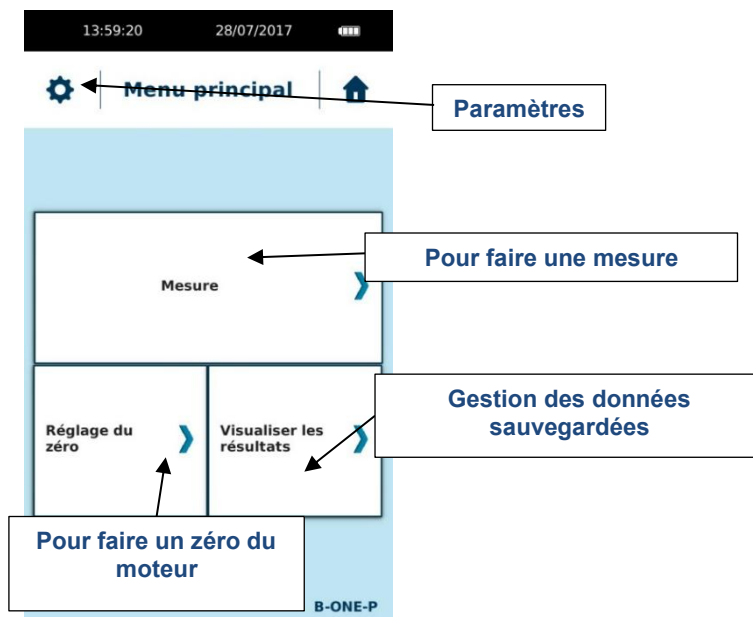 13:59:20 28/07/2017
Menu principal
Paramètres
Pour faire une mesure
Mesure
Gestion des données
sauvegardées
Réglage du
zéro
Visualiser les
résultats
Pour faire un zéro du
moteur
B-ONE-P